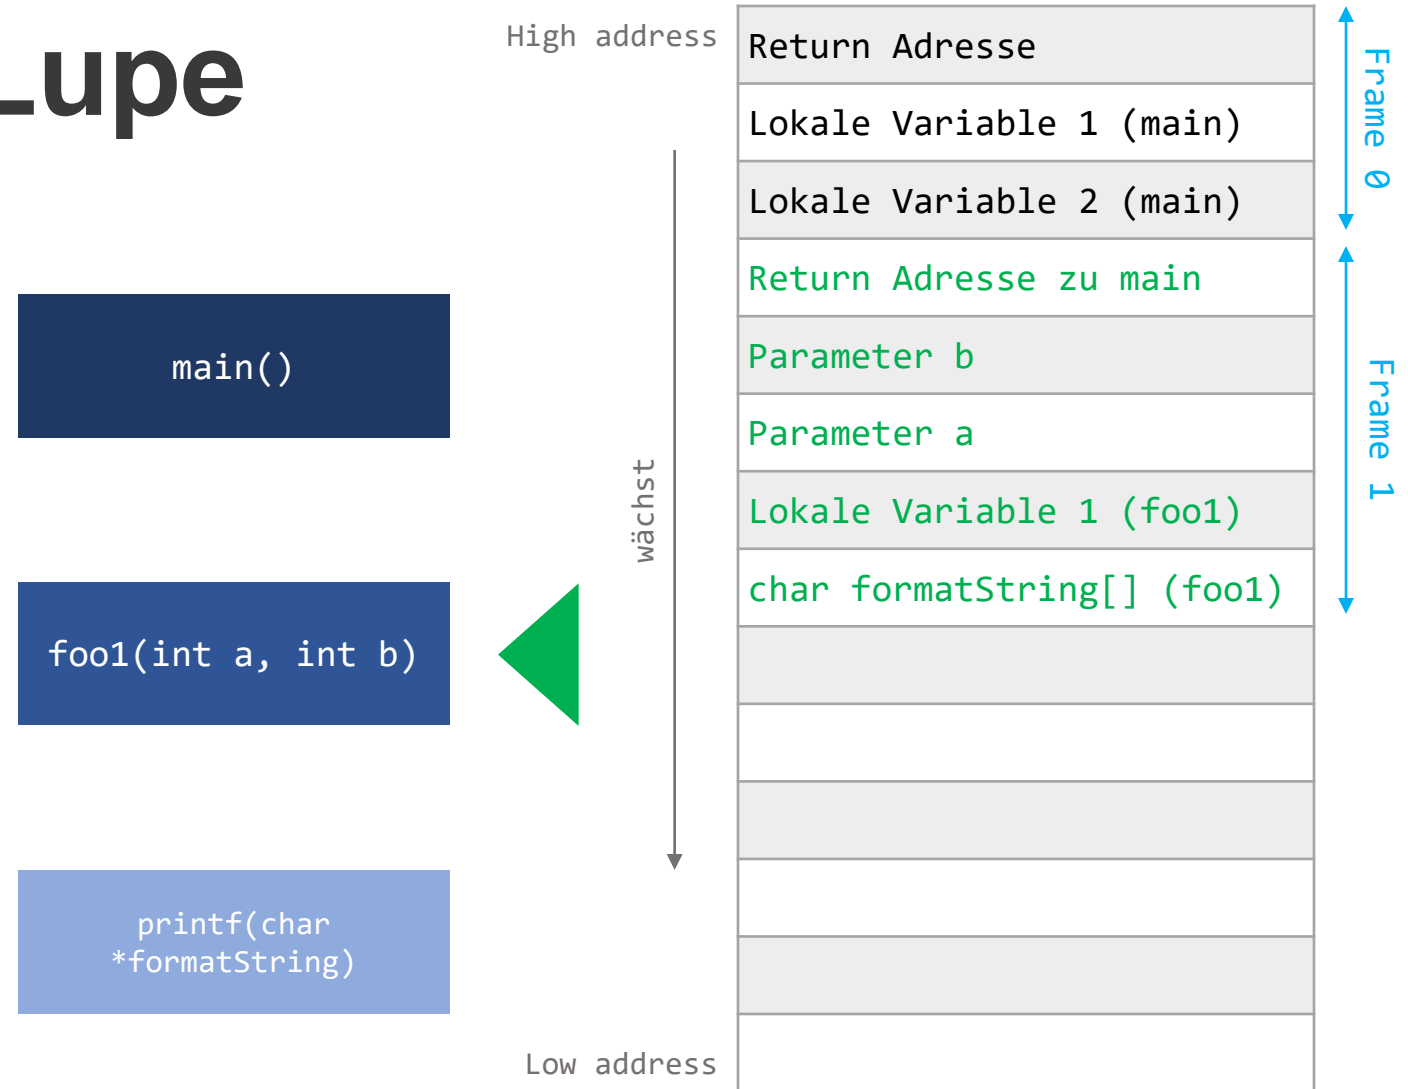 Lupe
High address
Return Adresse
Lokale Variable 1 (main)
Lokale Variable 2 (main)
Frame 0
Return Adresse zu main
main()
Parameter b
Parameter a
Frame 1
wächst
Lokale Variable 1 (foo1)
char formatString[] (foo1)
foo1(int a, int b)
printf(char
*formatString)
Low address